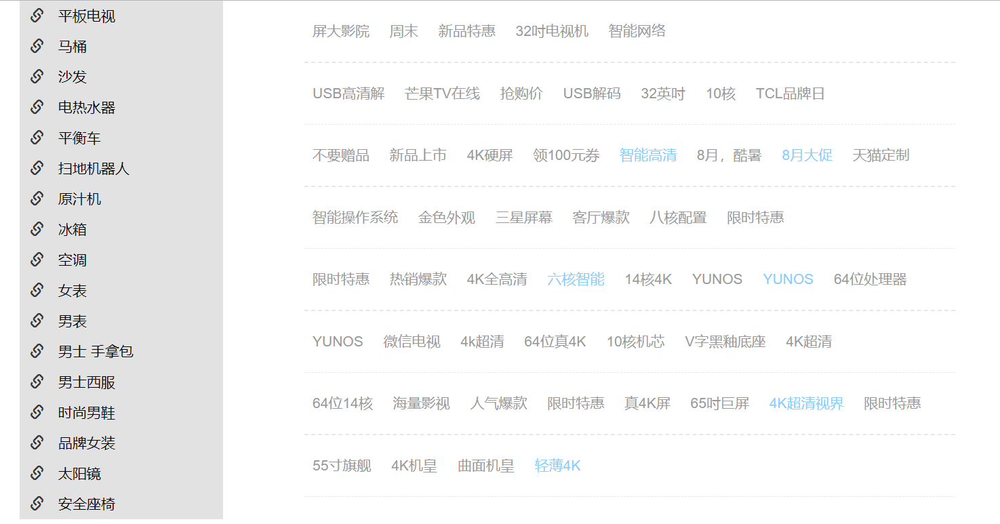 平板电视
马桶
沙发
电热水器
平衡车
扫地机器人
原汁机
冰箱
空调
女表
男表
男士 手拿包
男士西服
时尚男鞋
品牌女装
太阳镜
安全座椅
屏大影院 周末 新品特惠 32吋电视机 智能网络
USB高清解 芒果TV在线 抢购价 USB解码 32英吋 10核 TCL品牌日
不要赠品 新品上市 4K硬屏 领100元券 智能高清 8月，酷暑 8月大促 天猫定制
智能操作系统 金色外观 三星屏幕 客厅爆款 八核配置 限时特惠
限时特惠 热销爆款 4K全高清 六核智能 14核4K YUNOS YUNOS 64位处理器
YUNOS 微信电视 4k超清 64位真4K 10核机芯 V字黑釉底座 4K超清
64位14核 海量影视 人气爆款 限时特惠 真4K屏 65吋巨屏 4K超清视界 限时特惠
55寸旗舰 4K机皇 曲面机皇 轻薄4K